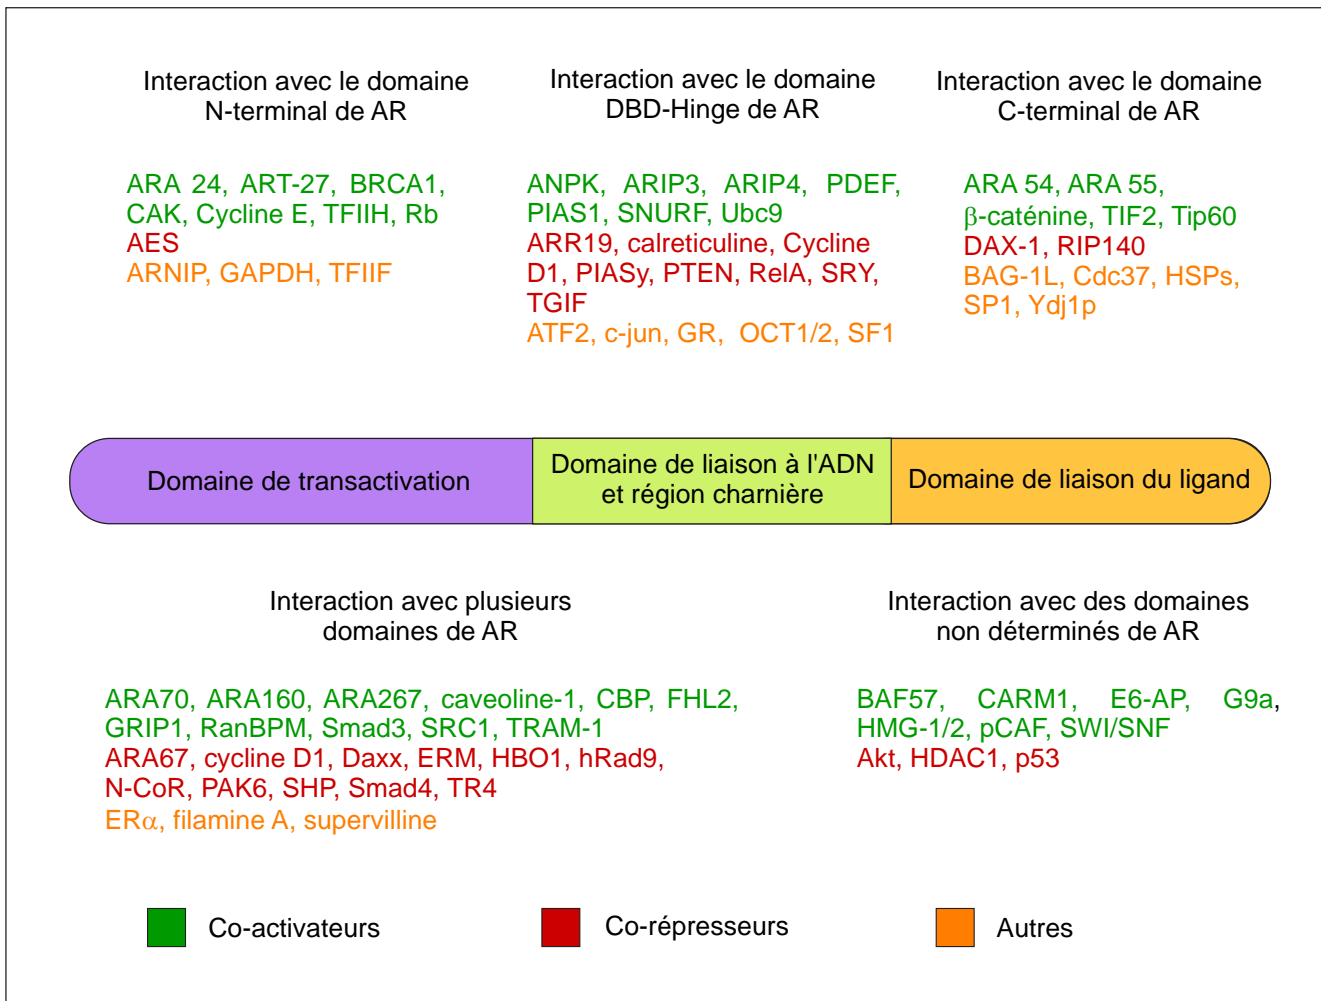 Interaction avec le domaine
N-terminal de AR
ARA 24, ART-27, BRCA1,
CAK, Cycline E, TFIIH, Rb
AES
ARNIP, GAPDH, TFIIF
Interaction avec le domaine
DBD-Hinge de AR
ANPK, ARIP3, ARIP4, PDEF,
PIAS1, SNURF, Ubc9
ARR19, calreticuline, Cycline
D1, PIASy, PTEN, RelA, SRY,
TGIF
ATF2, c-jun, GR, OCT1/2, SF1
Interaction avec le domaine
C-terminal de AR
ARA 54, ARA 55,
β-caténine, TIF2, Tip60
DAX-1, RIP140
BAG-1L, Cdc37, HSPs,
SP1, Ydj1p
Domaine de transactivation
Domaine de liaison à l'ADN
et région charnière
Domaine de liaison du ligand
Interaction avec plusieurs
domaines de AR
ARA70, ARA160, ARA267, caveoline-1, CBP, FHL2,
GRIP1, RanBPM, Smad3, SRC1, TRAM-1
ARA67, cycline D1, Daxx, ERM, HBO1, hRad9,
N-CoR, PAK6, SHP, Smad4, TR4
ERα, filamine A, supervilline
Interaction avec des domaines
non déterminés de AR
BAF57, CARM1, E6-AP, G9a,
HMG-1/2, pCAF, SWI/SNF
Akt, HDAC1, p53
Co-activateurs
Co-répresseurs
Autres